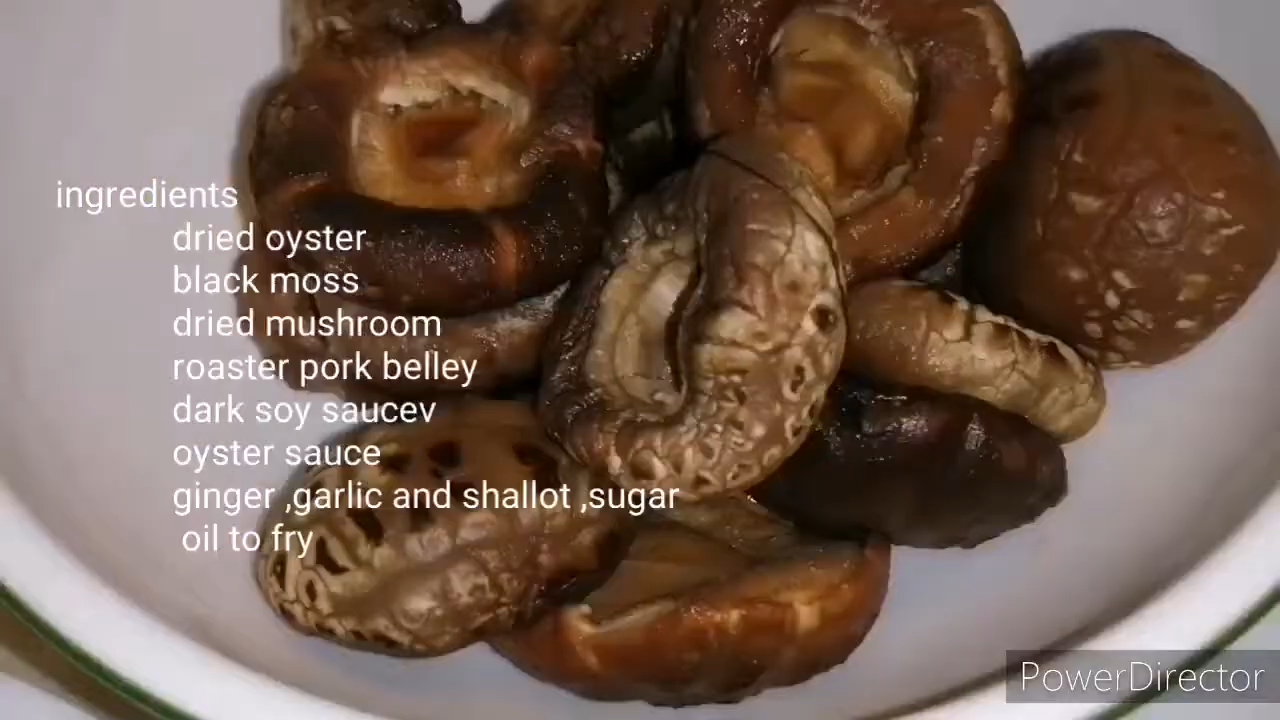 ingredients
dried oyster
black moss
dried mushroom
roaster pork belley
dark soy saucev
oyster sauce
ginger ,garlic and shallot ,sugar
oil to fry
PowerDirector